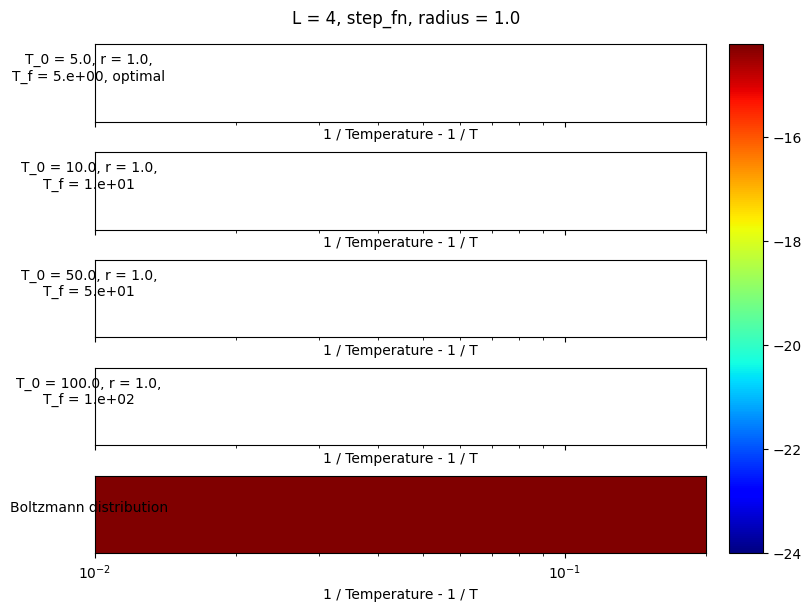 L = 4, step_fn, radius = 1.0
T_0 = 5.0, r = 1.0,
T_f = 5.e+00, optimal
1 / Temperature - 1 / T
T_0 = 10.0, r = 1.0,
T_f = 1.e+01
1 / Temperature - 1 / T
T_0 = 50.0, r = 1.0,
T_f = 5.e+01
1 / Temperature - 1 / T
T_0 = 100.0, r = 1.0,
T_f = 1.e+02
1 / Temperature - 1 / T
Boltzmann distribution
10⁻² 10⁻¹
1 / Temperature - 1 / T
−16
−18
−20
−22
−24